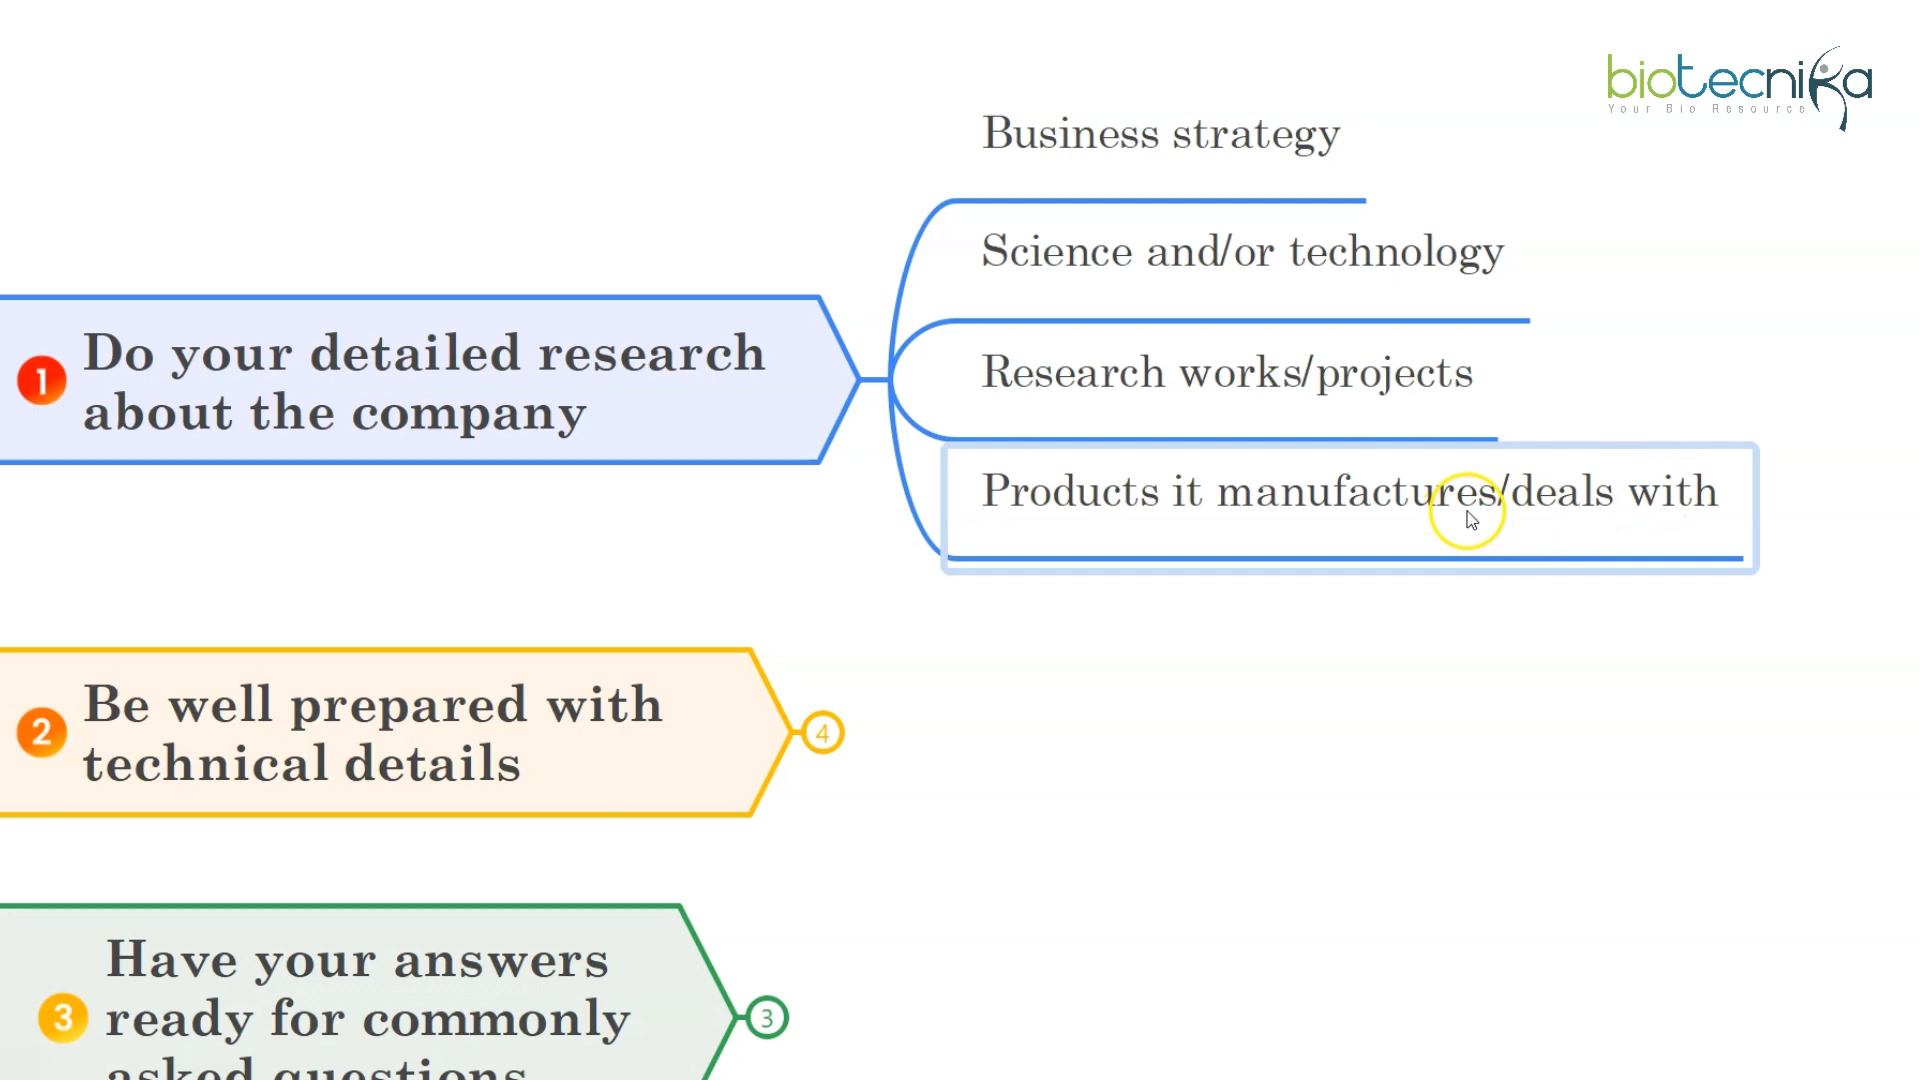 biotecnika
Your Bio Resource
Business strategy
Science and/or technology
Research works/projects
Products it manufactures/deals with
1
Do your detailed research
about the company
2
Be well prepared with
technical details
4
3
Have your answers
ready for commonly
asked questions
3